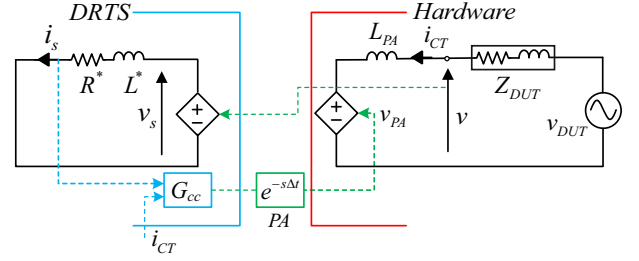 DRTS
Hardware
i_s
R*
L*
v_s
L_PA
i_CT
Z_DUT
v_PA
v
v_DUT
G_cc
e^{-sΔt}
PA
i_CT